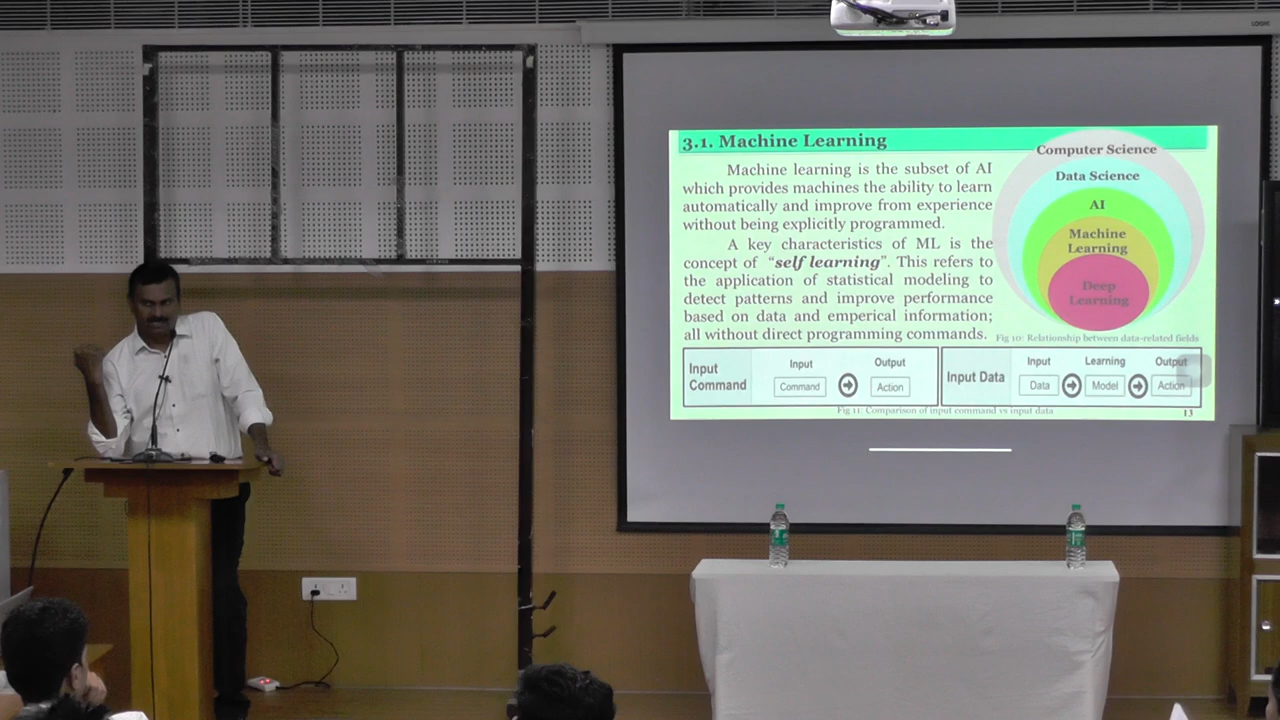 LOGIC
3.1. Machine Learning
Machine learning is the subset of AI
which provides machines the ability to learn
automatically and improve from experience
without being explicitly programmed.
A key characteristics of ML is the
concept of "self learning". This refers to
the application of statistical modeling to
detect patterns and improve performance
based on data and emperical information;
all without direct programming commands.
Computer Science
Data Science
AI
Machine
Learning
Deep
Learning
Fig 10: Relationship between data-related fields
Input
Command
Input
Output
Command
Action
Input Data
Input
Learning
Output
Data
Model
Action
Fig 11: Comparison of input command vs input data
13